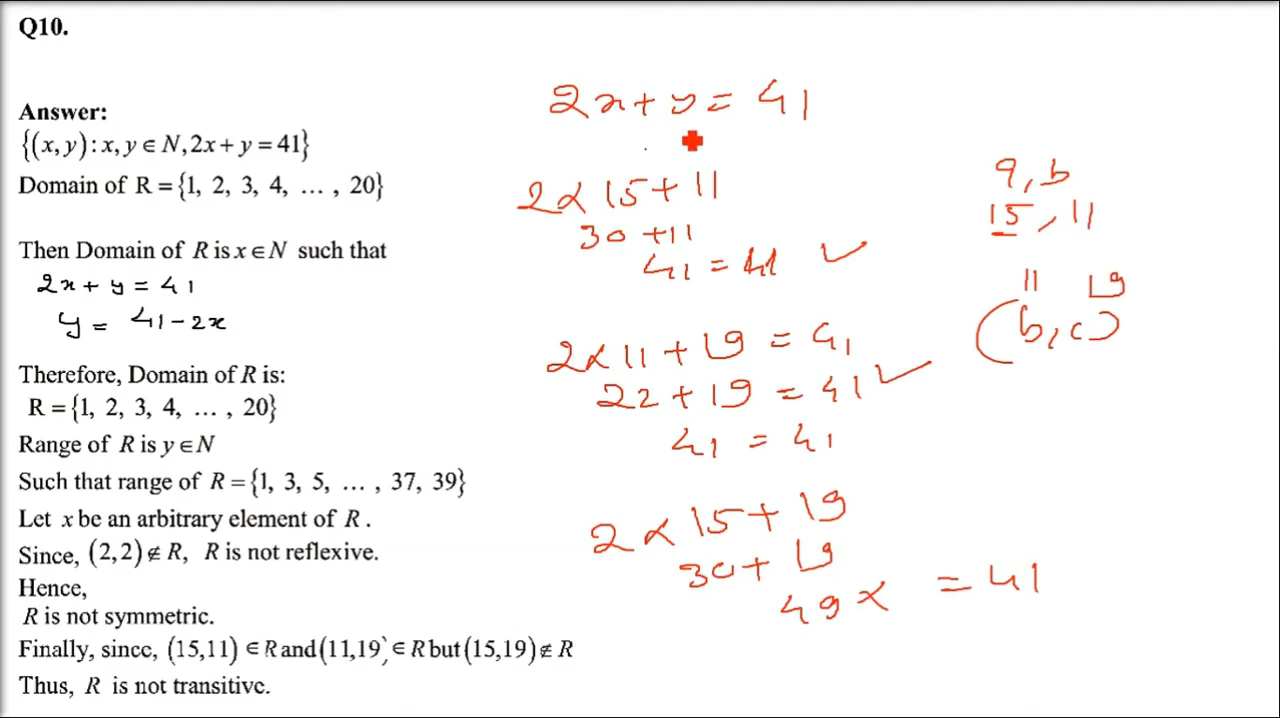 Q10.
Answer:
{(x, y) : x, y ∈ N, 2x + y = 41}
Domain of R = {1, 2, 3, 4, … , 20}
Then Domain of R is x ∈ N such that
2x + y = 41
y = 41 - 2x
Therefore, Domain of R is:
R = {1, 2, 3, 4, … , 20}
Range of R is y ∈ N
Such that range of R = {1, 3, 5, … , 37, 39}
Let x be an arbitrary element of R .
Since, (2,2) ∉ R, R is not reflexive.
Hence,
R is not symmetric.
Finally, since, (15,11) ∈ R and (11,19) ∈ R but (15,19) ∉ R
Thus, R is not transitive.
2x + y = 41
2 × 15 + 11
30 + 11
41 = 41 ✓
2 × 11 + 19 = 41
22 + 19 = 41 ✓
41 = 41
2 × 15 + 19
30 + 19
49 × = 41
a, b
15, 11
11 19
(b, c)